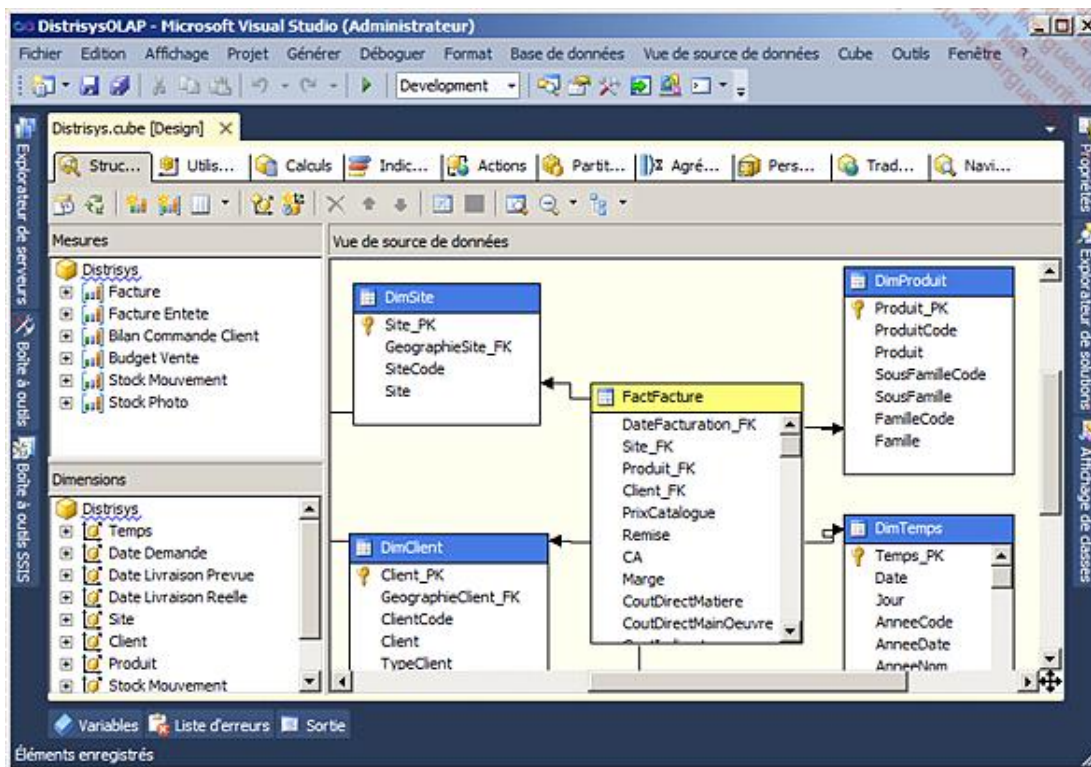 DistrisysOLAP - Microsoft Visual Studio (Administrateur)
Fichier Edition Affichage Projet Générer Déboguer Format Base de données Vue de source de données Cube Outils Fenêtre ?
Development
Distrisys.cube [Design]
Struc... Utilis... Calculs Indic... Actions Partit... Agré... Pers... Trad... Navi...
Mesures
Distrisys
Facture
Facture Entete
Bilan Commande Client
Budget Vente
Stock Mouvement
Stock Photo
Dimensions
Distrisys
Temps
Date Demande
Date Livraison Prevue
Date Livraison Reelle
Site
Client
Produit
Stock Mouvement
Vue de source de données
DimSite
Site_PK
GeographieSite_FK
SiteCode
Site
DimClient
Client_PK
GeographieClient_FK
ClientCode
Client
TypeClient
FactFacture
DateFacturation_FK
Site_FK
Produit_FK
Client_FK
PrixCatalogue
Remise
CA
Marge
CoutDirectMatiere
CoutDirectMainOeuvre
DimProduit
Produit_PK
ProduitCode
Produit
SousFamilleCode
SousFamille
FamilleCode
Famille
DimTemps
Temps_PK
Date
Jour
AnneeCode
AnneeDate
AnneeNom
Explorateur de serveurs
Boîte à outils
Boîte à outils SSIS
Propriétés
Explorateur de solutions
Affichage de classes
Variables Liste d'erreurs Sortie
Éléments enregistrés